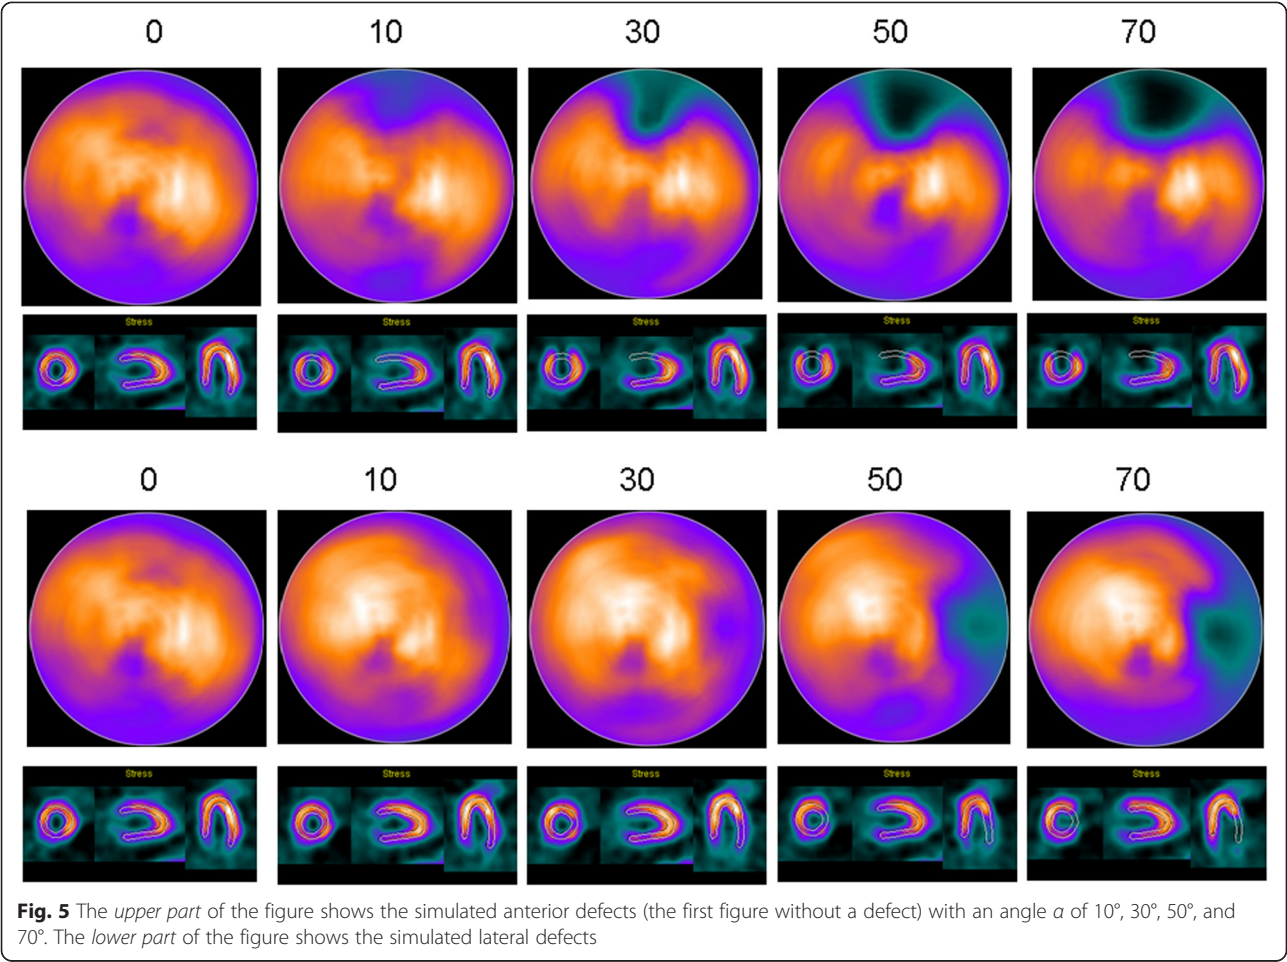 0 10 30 50 70
Stress Stress Stress Stress Stress
0 10 30 50 70
Stress Stress Stress Stress Stress
Fig. 5 The upper part of the figure shows the simulated anterior defects (the first figure without a defect) with an angle α of 10°, 30°, 50°, and
70°. The lower part of the figure shows the simulated lateral defects